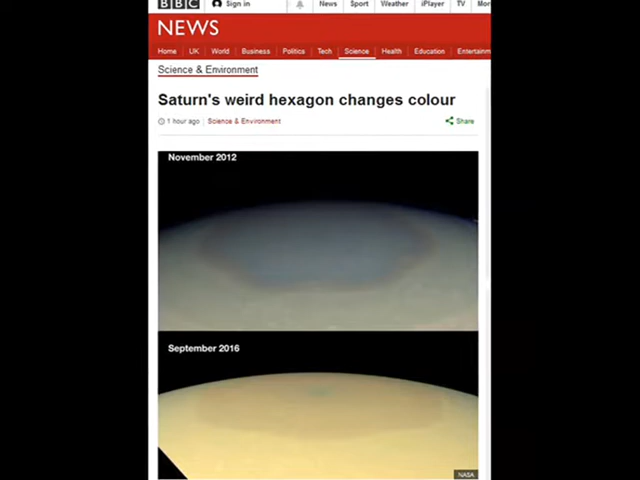 BBC Sign in News Sport Weather iPlayer TV
NEWS
Home UK World Business Politics Tech Science Health Education
Science & Environment
Saturn's weird hexagon changes colour
1 hour ago Science & Environment Share
November 2012
September 2016
NASA